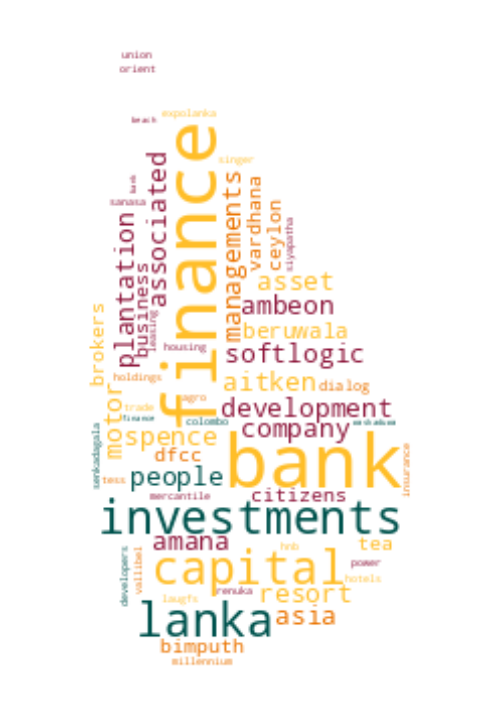 union
orient
beach
expolanka
finance
singer
associated
bank
managements
vardhana
sanasa
ceylon
plantation
siyapatha
business
asset
leasing
ambeon
brokers
beruwala
housing
softlogic
holdings
aitken
dialog
motor
agro
trade
development
finance
colombo
company
senkadagala
spence
bank
dfcc
insurance
people
tess
mercantile
citizens
investments
amana
hnb
tea
developers
vallibel
capital
power
hotels
renuka
resort
laugfs
lanka
asia
bimputh
millennium